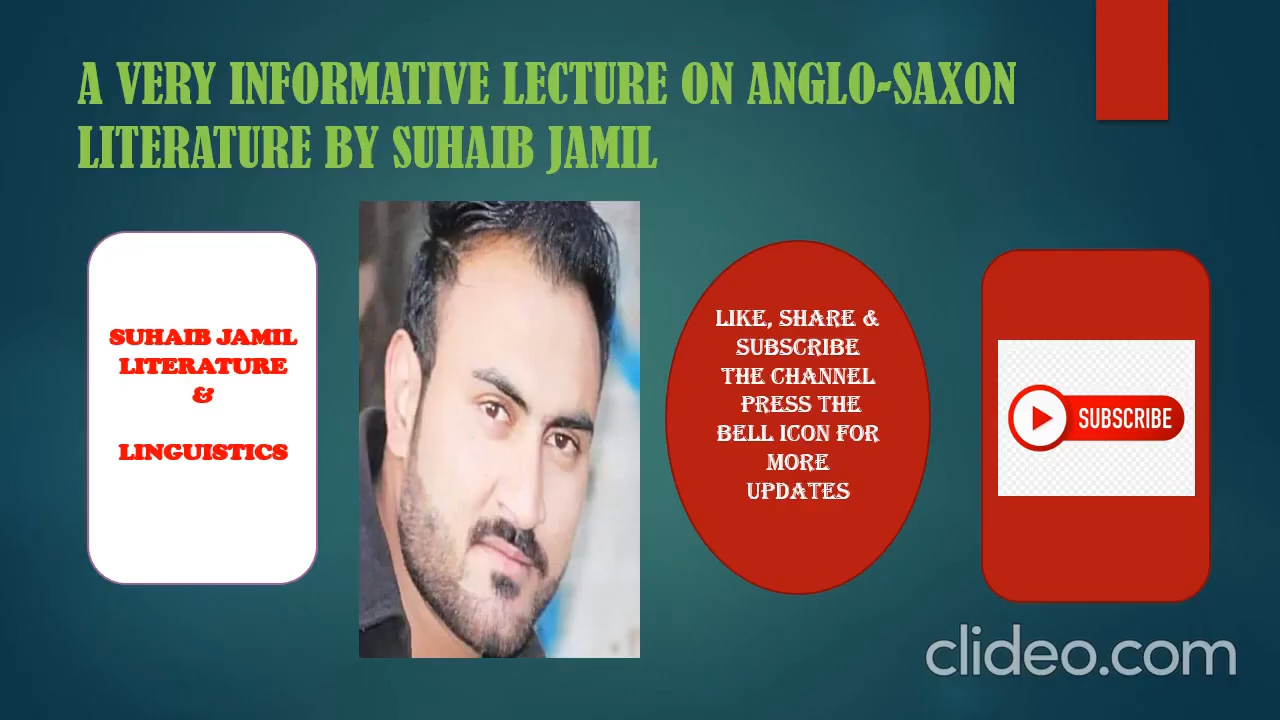 A VERY INFORMATIVE LECTURE ON ANGLO-SAXON
LITERATURE BY SUHAIB JAMIL
SUHAIB JAMIL
LITERATURE
&
LINGUISTICS
LIKE, SHARE &
SUBSCRIBE
THE CHANNEL
PRESS THE
BELL ICON FOR
MORE
UPDATES
SUBSCRIBE
clideo.com